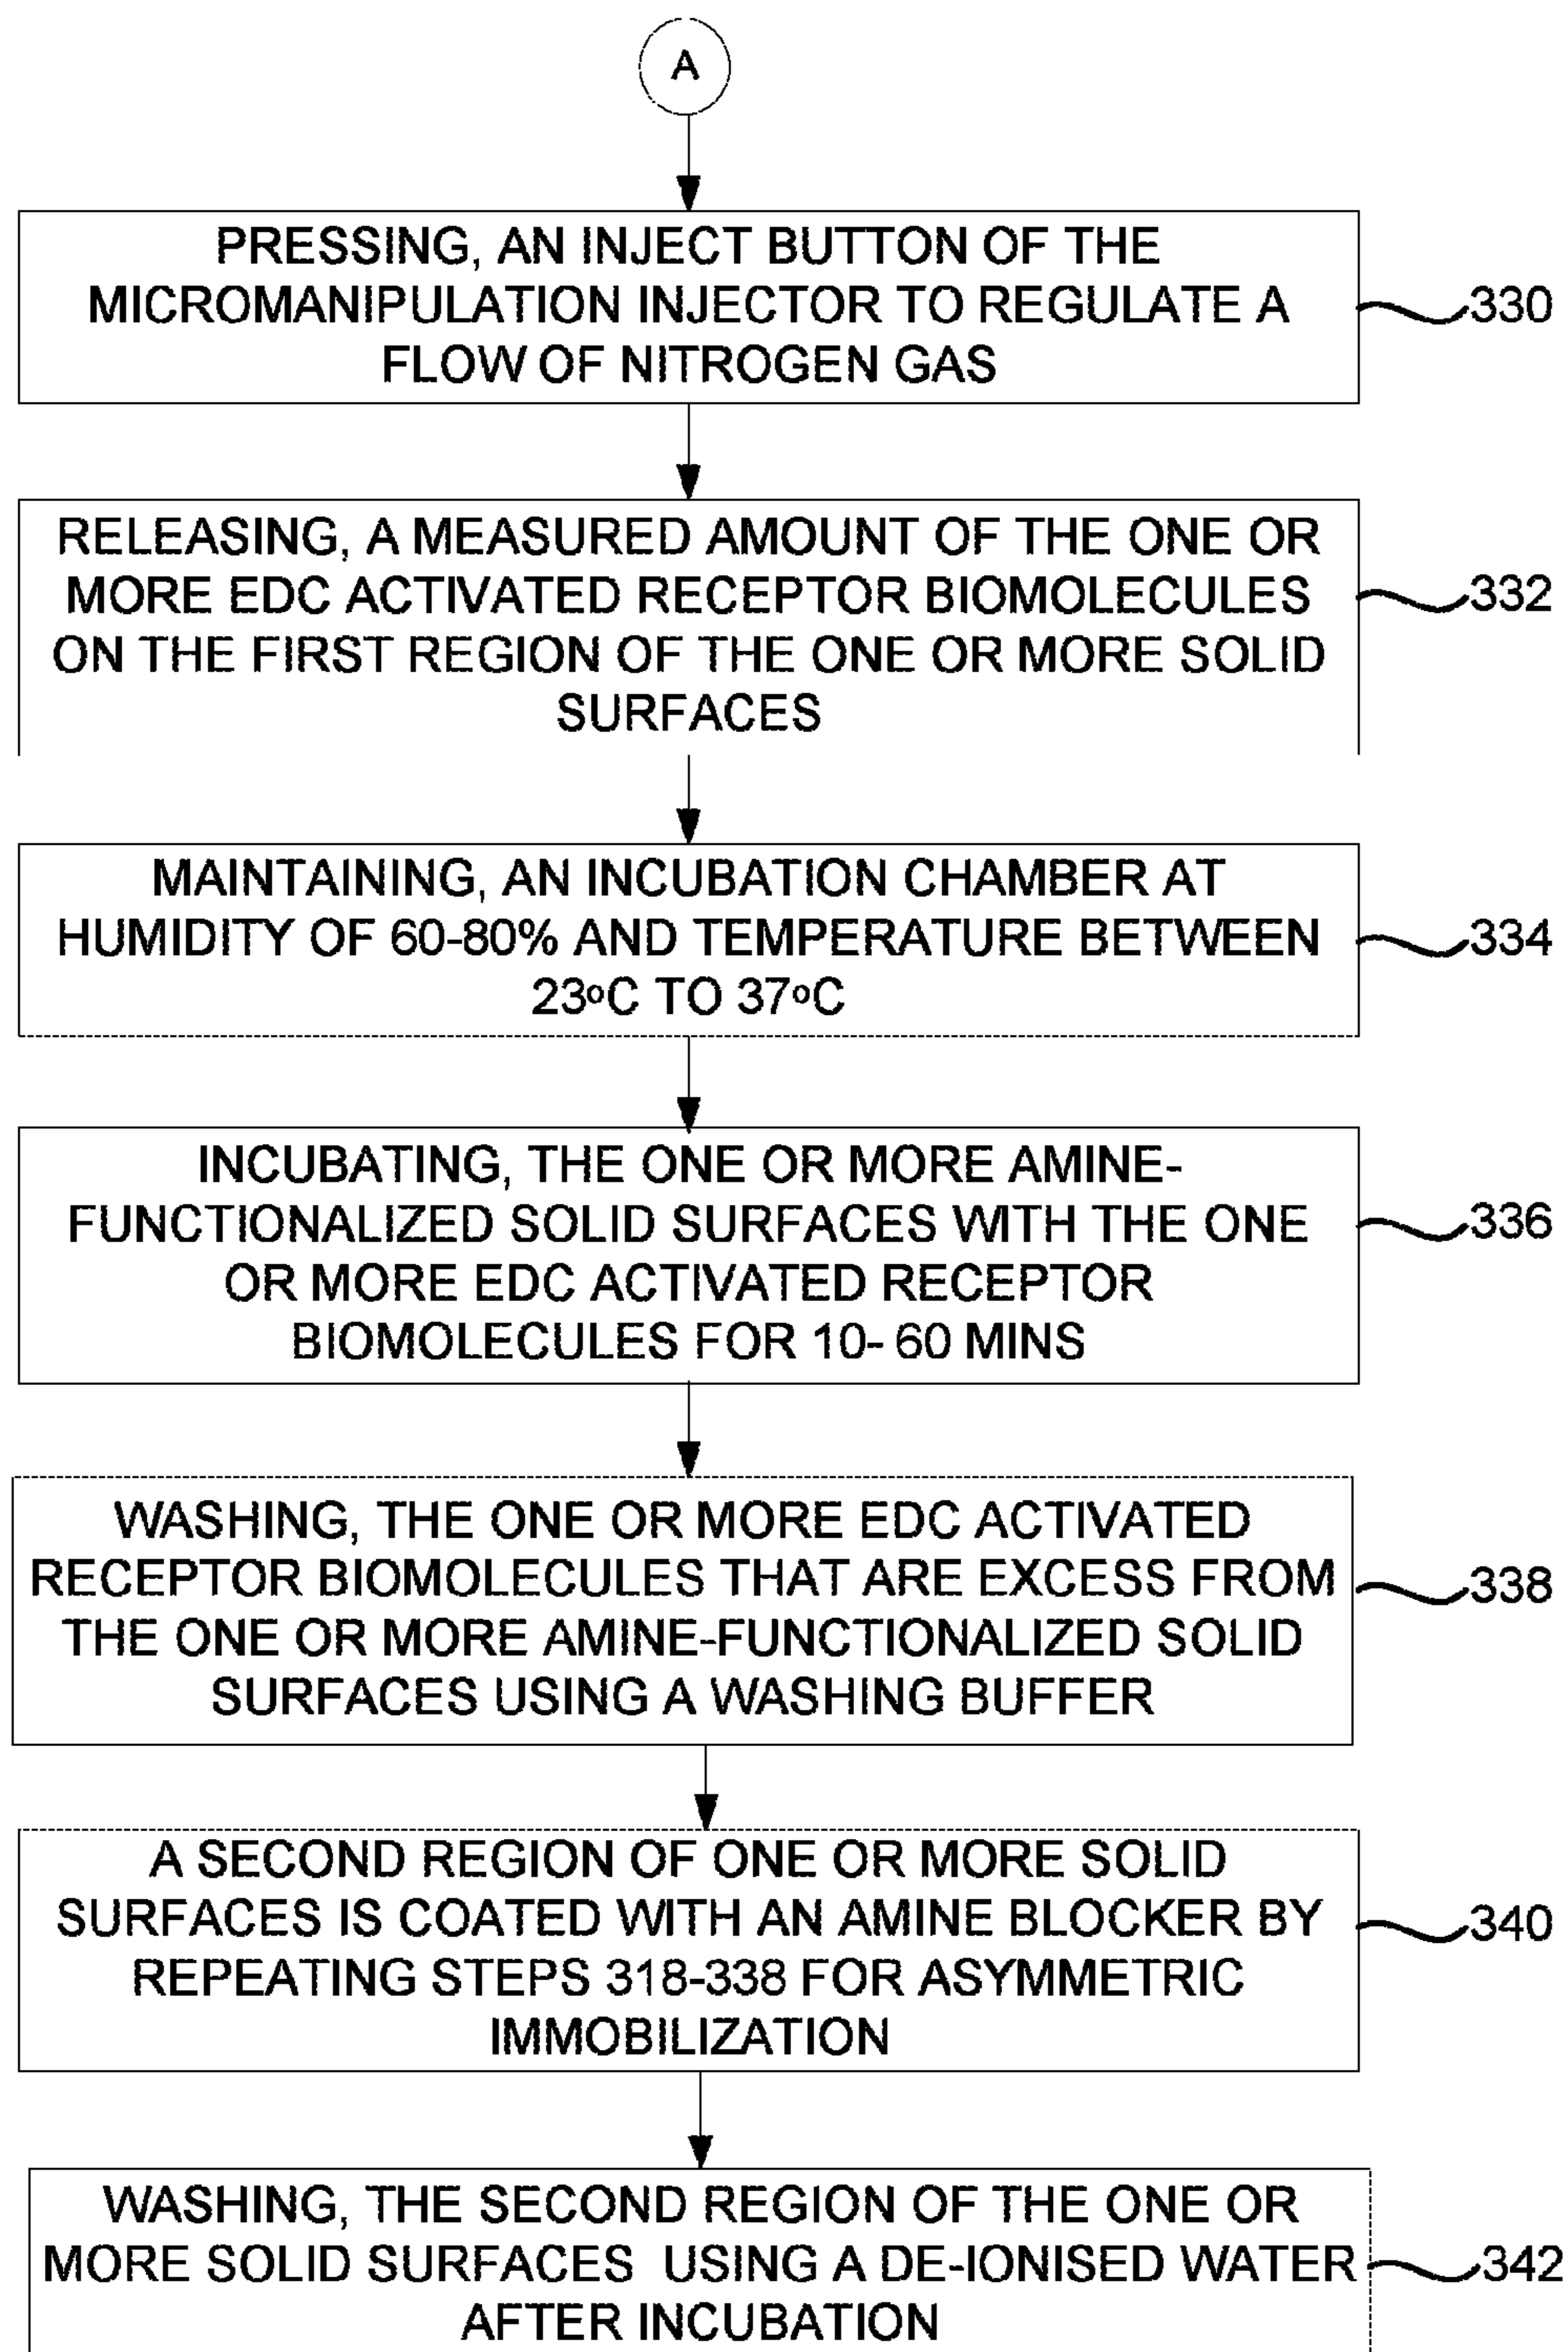 A
PRESSING, AN INJECT BUTTON OF THE
MICROMANIPULATION INJECTOR TO REGULATE A
FLOW OF NITROGEN GAS
330
RELEASING, A MEASURED AMOUNT OF THE ONE OR
MORE EDC ACTIVATED RECEPTOR BIOMOLECULES
ON THE FIRST REGION OF THE ONE OR MORE SOLID
SURFACES
332
MAINTAINING, AN INCUBATION CHAMBER AT
HUMIDITY OF 60-80% AND TEMPERATURE BETWEEN
23oC TO 37oC
334
INCUBATING, THE ONE OR MORE AMINE-
FUNCTIONALIZED SOLID SURFACES WITH THE ONE
OR MORE EDC ACTIVATED RECEPTOR
BIOMOLECULES FOR 10- 60 MINS
336
WASHING, THE ONE OR MORE EDC ACTIVATED
RECEPTOR BIOMOLECULES THAT ARE EXCESS FROM
THE ONE OR MORE AMINE-FUNCTIONALIZED SOLID
SURFACES USING A WASHING BUFFER
338
A SECOND REGION OF ONE OR MORE SOLID
SURFACES IS COATED WITH AN AMINE BLOCKER BY
REPEATING STEPS 318-338 FOR ASYMMETRIC
IMMOBILIZATION
340
WASHING, THE SECOND REGION OF THE ONE OR
MORE SOLID SURFACES USING A DE-IONISED WATER
AFTER INCUBATION
342